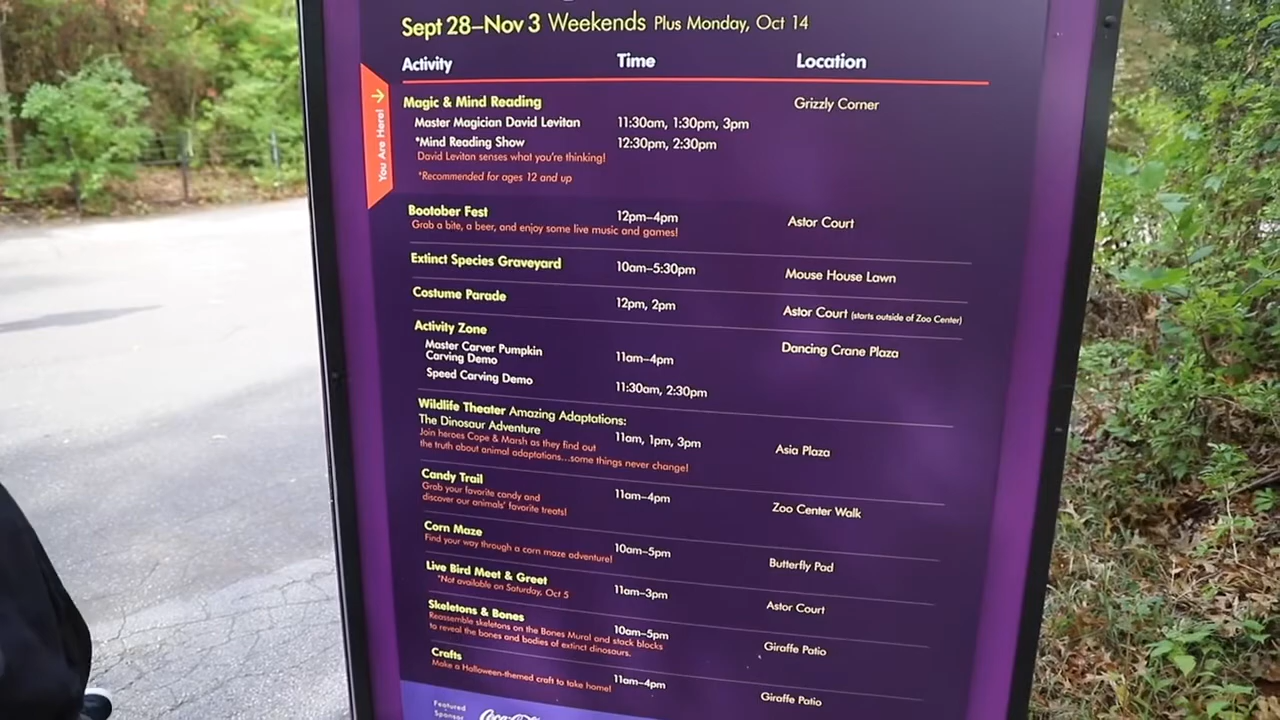 Sept 28–Nov 3 Weekends Plus Monday, Oct 14
Activity Time Location
You Are Here!
Magic & Mind Reading Grizzly Corner
Master Magician David Levitan 11:30am, 1:30pm, 3pm
*Mind Reading Show 12:30pm, 2:30pm
David Levitan senses what you're thinking!
*Recommended for ages 12 and up
Bootober Fest 12pm–4pm Astor Court
Grab a bite, a beer, and enjoy some live music and games!
Extinct Species Graveyard 10am–5:30pm Mouse House Lawn
Costume Parade 12pm, 2pm Astor Court (starts outside of Zoo Center)
Activity Zone Dancing Crane Plaza
Master Carver Pumpkin
Carving Demo 11am–4pm
Speed Carving Demo 11:30am, 2:30pm
Wildlife Theater Amazing Adaptations:
The Dinosaur Adventure 11am, 1pm, 3pm Asia Plaza
Join heroes Cope & Marsh as they find out
the truth about animal adaptations...some things never change!
Candy Trail 11am–4pm Zoo Center Walk
Grab your favorite candy and
discover our animals' favorite treats!
Corn Maze 10am–5pm Butterfly Pad
Find your way through a corn maze adventure!
Live Bird Meet & Greet 11am–3pm Astor Court
*Not available on Saturday, Oct 5
Skeletons & Bones 10am–5pm Giraffe Patio
Reassemble skeletons on the Bones Mural and stack blocks
to reveal the bones and bodies of extinct dinosaurs.
Crafts 11am–4pm Giraffe Patio
Make a Halloween-themed craft to take home!
Featured
Sponsor
Coca-Cola